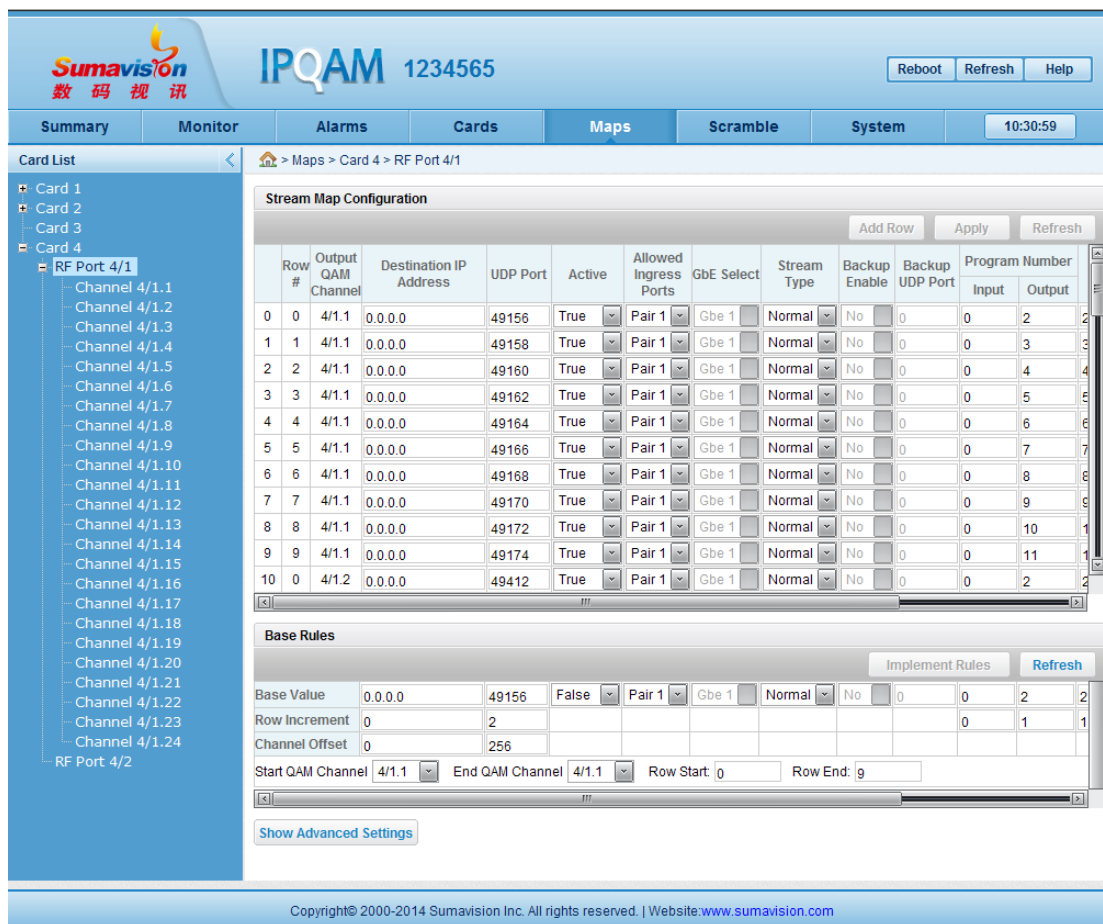 Sumavision
数 码 视 讯
IPQAM 1234565
Reboot Refresh Help
Summary Monitor Alarms Cards Maps Scramble System 10:30:59
Card List
> Maps > Card 4 > RF Port 4/1
Card 1
Card 2
Card 3
Card 4
RF Port 4/1
Channel 4/1.1
Channel 4/1.2
Channel 4/1.3
Channel 4/1.4
Channel 4/1.5
Channel 4/1.6
Channel 4/1.7
Channel 4/1.8
Channel 4/1.9
Channel 4/1.10
Channel 4/1.11
Channel 4/1.12
Channel 4/1.13
Channel 4/1.14
Channel 4/1.15
Channel 4/1.16
Channel 4/1.17
Channel 4/1.18
Channel 4/1.19
Channel 4/1.20
Channel 4/1.21
Channel 4/1.22
Channel 4/1.23
Channel 4/1.24
RF Port 4/2
Stream Map Configuration
Add Row Apply Refresh
Row # Output QAM Channel Destination IP Address UDP Port Active Allowed Ingress Ports GbE Select Stream Type Backup Enable Backup UDP Port Program Number
Input Output
0 0 4/1.1 0.0.0.0 49156 True Pair 1 Gbe 1 Normal No 0 0 2 2
1 1 4/1.1 0.0.0.0 49158 True Pair 1 Gbe 1 Normal No 0 0 3 3
2 2 4/1.1 0.0.0.0 49160 True Pair 1 Gbe 1 Normal No 0 0 4 4
3 3 4/1.1 0.0.0.0 49162 True Pair 1 Gbe 1 Normal No 0 0 5 5
4 4 4/1.1 0.0.0.0 49164 True Pair 1 Gbe 1 Normal No 0 0 6 6
5 5 4/1.1 0.0.0.0 49166 True Pair 1 Gbe 1 Normal No 0 0 7 7
6 6 4/1.1 0.0.0.0 49168 True Pair 1 Gbe 1 Normal No 0 0 8 8
7 7 4/1.1 0.0.0.0 49170 True Pair 1 Gbe 1 Normal No 0 0 9 9
8 8 4/1.1 0.0.0.0 49172 True Pair 1 Gbe 1 Normal No 0 0 10 1
9 9 4/1.1 0.0.0.0 49174 True Pair 1 Gbe 1 Normal No 0 0 11 1
10 0 4/1.2 0.0.0.0 49412 True Pair 1 Gbe 1 Normal No 0 0 2 2
Base Rules
Implement Rules Refresh
Base Value 0.0.0.0 49156 False Pair 1 Gbe 1 Normal No 0 0 2 2
Row Increment 0 2 0 1 1
Channel Offset 0 256
Start QAM Channel 4/1.1 End QAM Channel 4/1.1 Row Start: 0 Row End: 9
Show Advanced Settings
Copyright© 2000-2014 Sumavision Inc. All rights reserved. | Website:www.sumavision.com